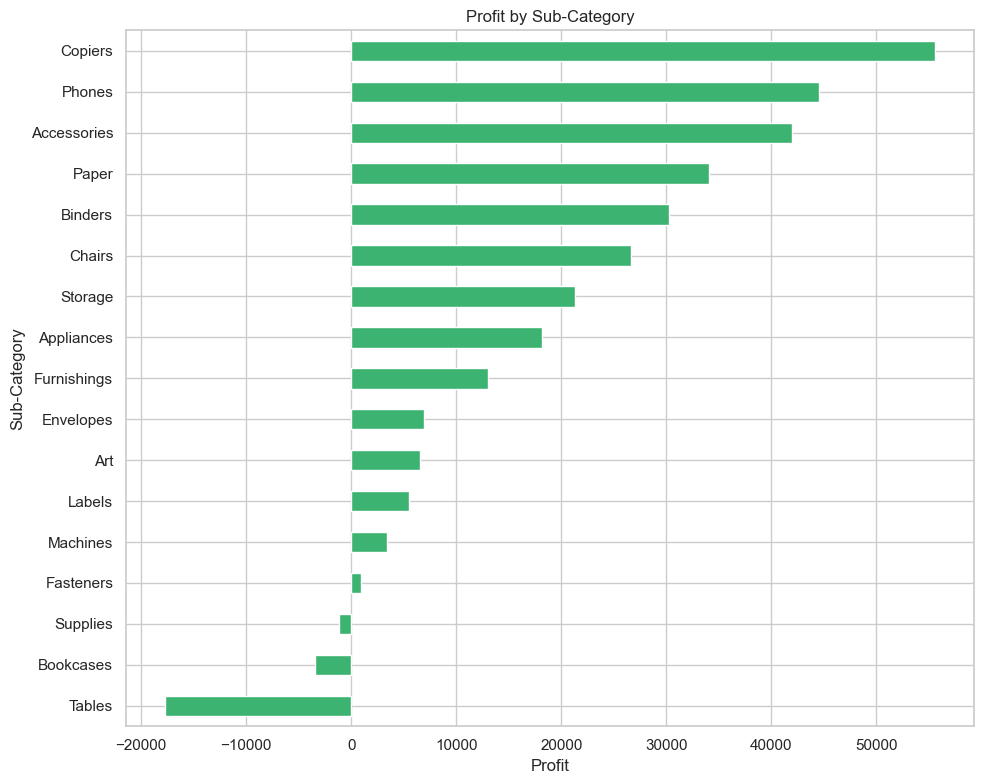 Profit by Sub-Category
Copiers
Phones
Accessories
Paper
Binders
Chairs
Storage
Appliances
Furnishings
Envelopes
Art
Labels
Machines
Fasteners
Supplies
Bookcases
Tables
Sub-Category
−20000 −10000 0 10000 20000 30000 40000 50000
Profit